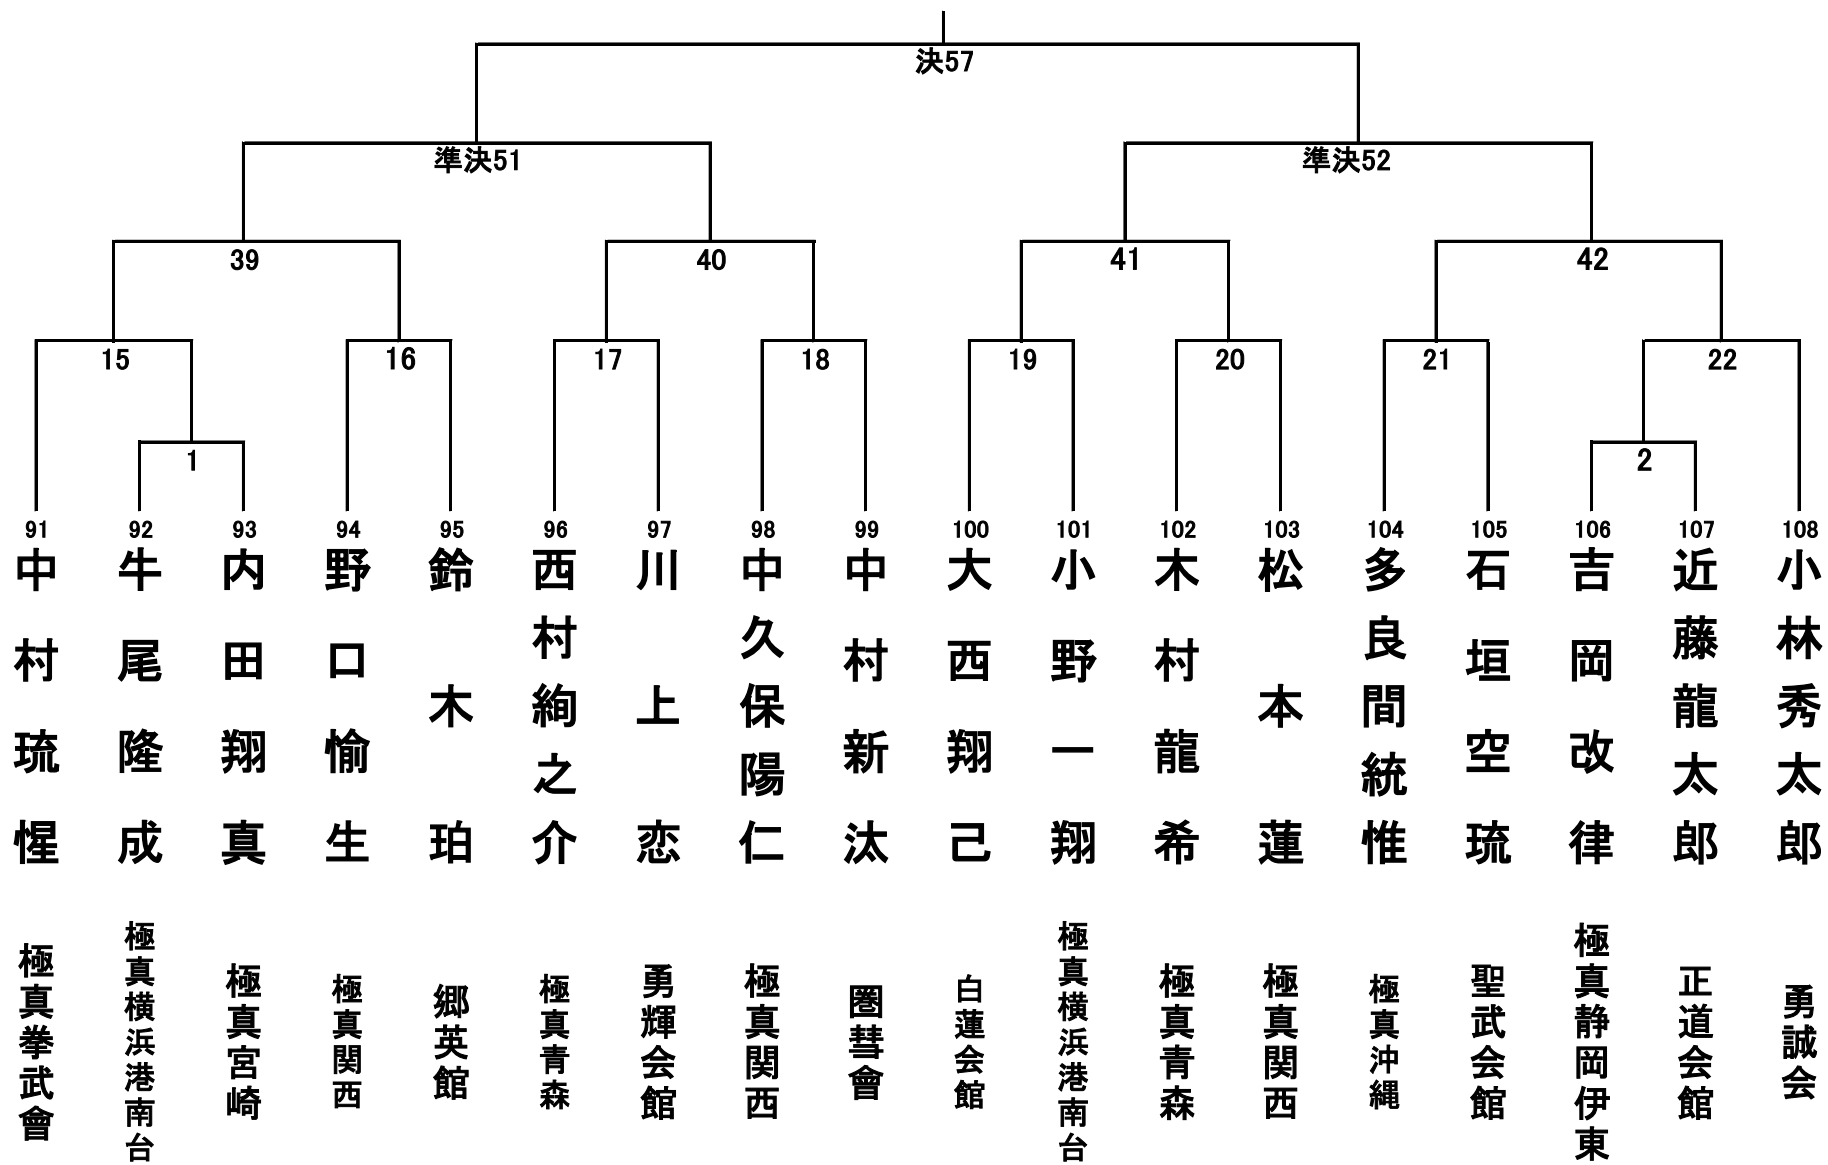 決57
準決51
準決52
39
40
41
42
15
16
17
18
19
20
21
22
1
2
91
中村琉惺
極真拳武會
92
牛尾隆成
極真横浜港南台
93
内田翔真
極真宮崎
94
野口愉生
極真関西
95
鈴木珀
郷英館
96
西村絢之介
極真青森
97
川上恋
勇輝会館
98
中久保陽仁
極真関西
99
中村新汰
圏彗會
100
大西翔己
白蓮会館
101
小野一翔
極真横浜港南台
102
木村龍希
極真青森
103
松本蓮
極真関西
104
多良間統惟
極真沖縄
105
石垣空琉
聖武会館
106
吉岡改律
極真静岡伊東
107
近藤龍太郎
正道会館
108
小林秀太郎
勇誠会